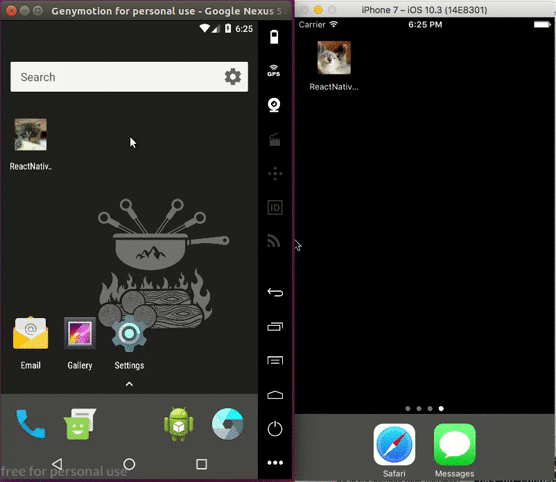 Genymotion for personal use - Google Nexus 5
6:25
Search
GPS
ReactNativ..
ID
Email
Gallery
Settings
free for personal use
iPhone 7 – iOS 10.3 (14E8301)
Carrier
6:25 PM
ReactNativ...
Safari
Messages